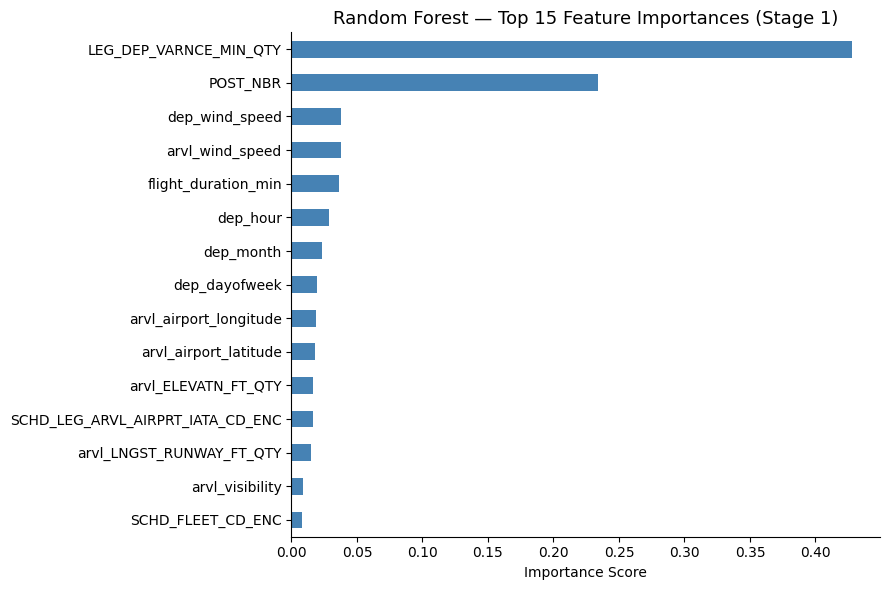 Random Forest — Top 15 Feature Importances (Stage 1)
LEG_DEP_VARNCE_MIN_QTY
POST_NBR
dep_wind_speed
arvl_wind_speed
flight_duration_min
dep_hour
dep_month
dep_dayofweek
arvl_airport_longitude
arvl_airport_latitude
arvl_ELEVATN_FT_QTY
SCHD_LEG_ARVL_AIRPRT_IATA_CD_ENC
arvl_LNGST_RUNWAY_FT_QTY
arvl_visibility
SCHD_FLEET_CD_ENC
0.00 0.05 0.10 0.15 0.20 0.25 0.30 0.35 0.40
Importance Score